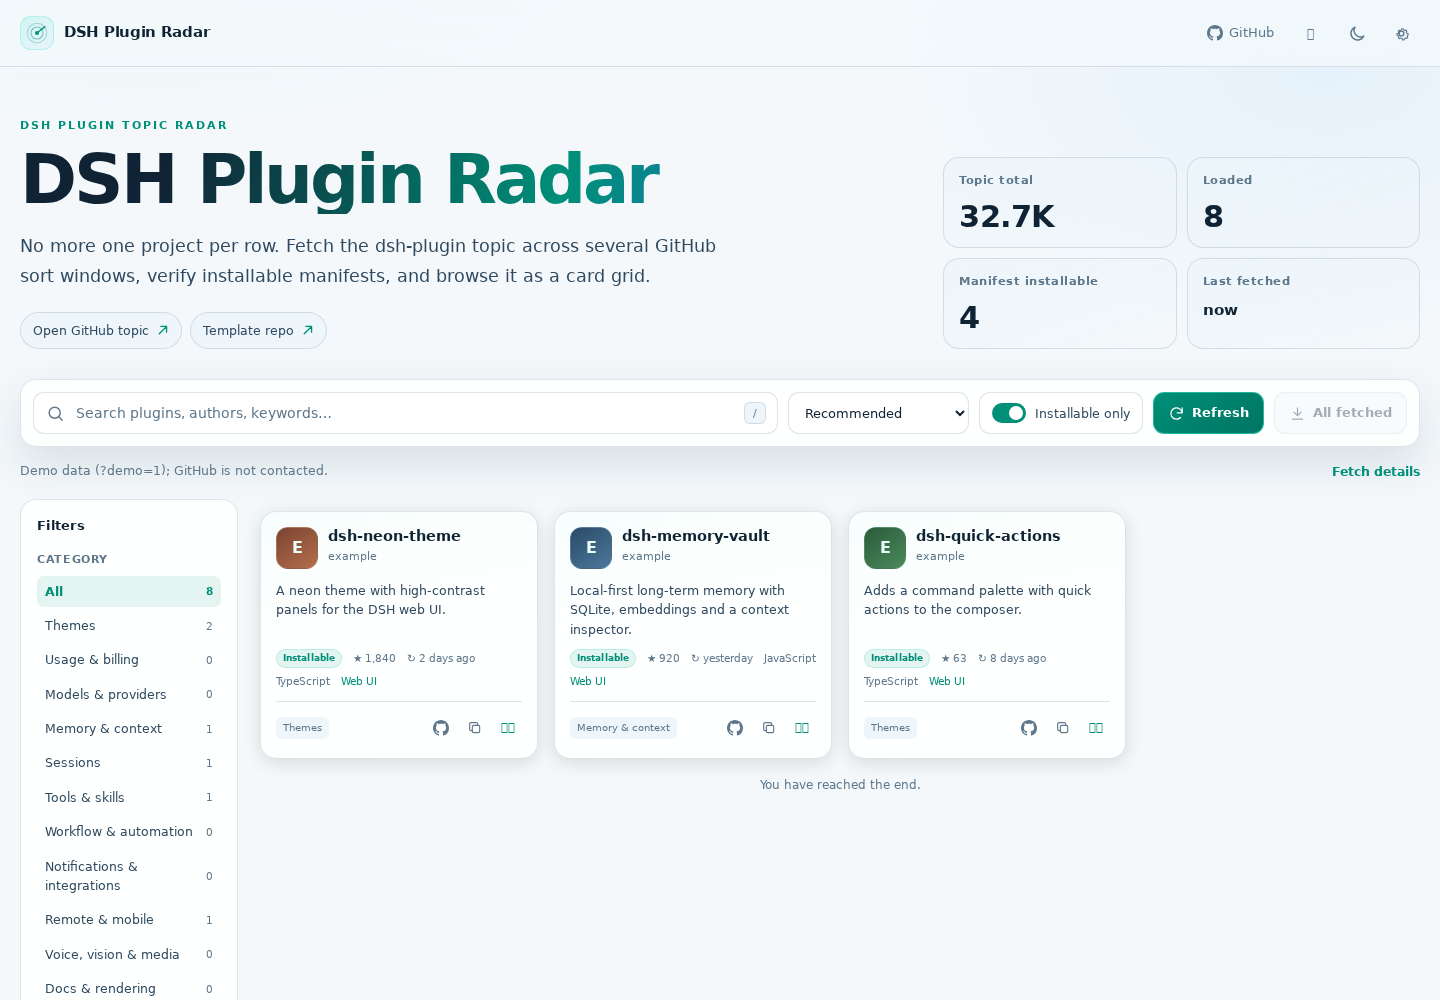 DSH Plugin Radar
GitHub
DSH PLUGIN TOPIC RADAR
DSH Plugin Radar
No more one project per row. Fetch the dsh-plugin topic across several GitHub
sort windows, verify installable manifests, and browse it as a card grid.
Open GitHub topic
Template repo
Topic total
32.7K
Loaded
8
Manifest installable
4
Last fetched
now
Search plugins, authors, keywords...
/
Recommended
Installable only
Refresh
All fetched
Demo data (?demo=1); GitHub is not contacted.
Fetch details
Filters
CATEGORY
All 8
Themes 2
Usage & billing 0
Models & providers 0
Memory & context 1
Sessions 1
Tools & skills 1
Workflow & automation 0
Notifications &
integrations 0
Remote & mobile 1
Voice, vision & media 0
Docs & rendering 0
E
dsh-neon-theme
example
A neon theme with high-contrast
panels for the DSH web UI.
Installable ★ 1,840 ↻ 2 days ago
TypeScript Web UI
Themes
E
dsh-memory-vault
example
Local-first long-term memory with
SQLite, embeddings and a context
inspector.
Installable ★ 920 ↻ yesterday JavaScript
Web UI
Memory & context
E
dsh-quick-actions
example
Adds a command palette with quick
actions to the composer.
Installable ★ 63 ↻ 8 days ago
TypeScript Web UI
Themes
You have reached the end.